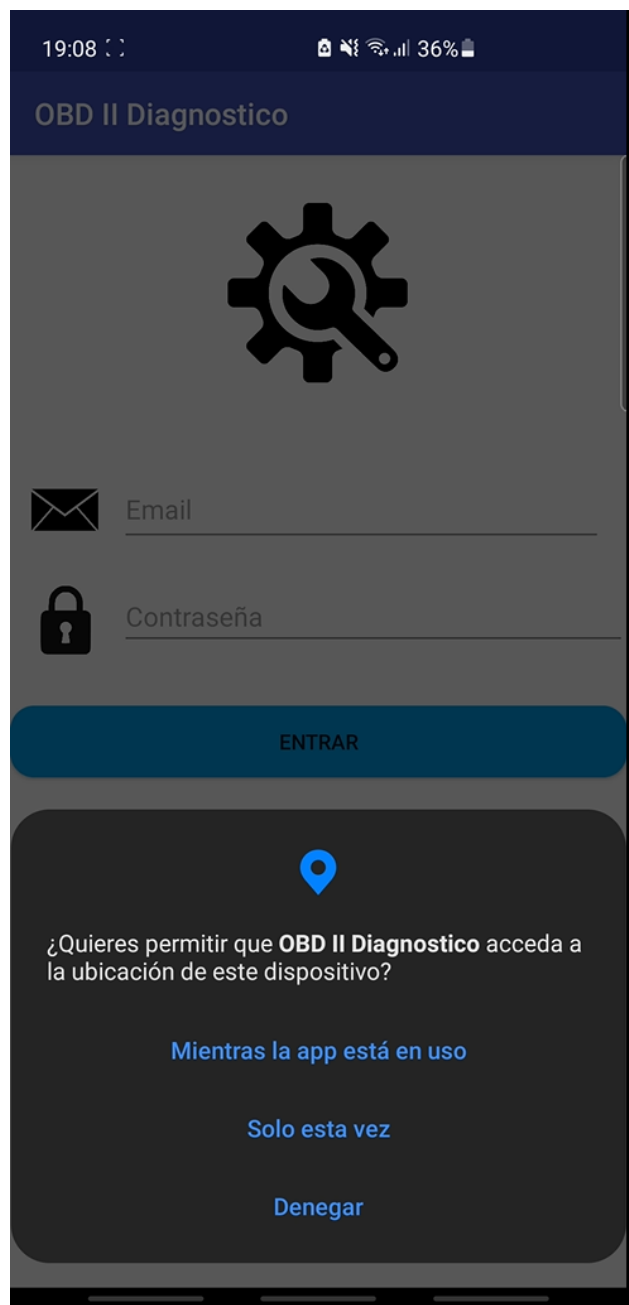 19:08
36%
OBD II Diagnostico
Email
Contraseña
ENTRAR
¿Quieres permitir que OBD II Diagnostico acceda a
la ubicación de este dispositivo?
Mientras la app está en uso
Solo esta vez
Denegar